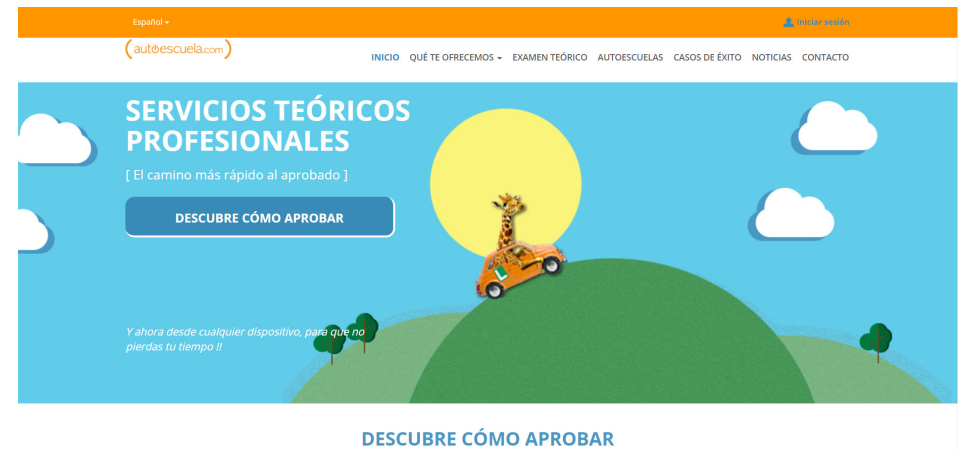 Español
Iniciar sesión
(autoescuela.com)
INICIO QUÉ TE OFRECEMOS EXAMEN TEÓRICO AUTOESCUELAS CASOS DE ÉXITO NOTICIAS CONTACTO
SERVICIOS TEÓRICOS
PROFESIONALES
[ El camino más rápido al aprobado ]
DESCUBRE CÓMO APROBAR
L
Y ahora desde cualquier dispositivo, para que no
pierdas tu tiempo !!
DESCUBRE CÓMO APROBAR